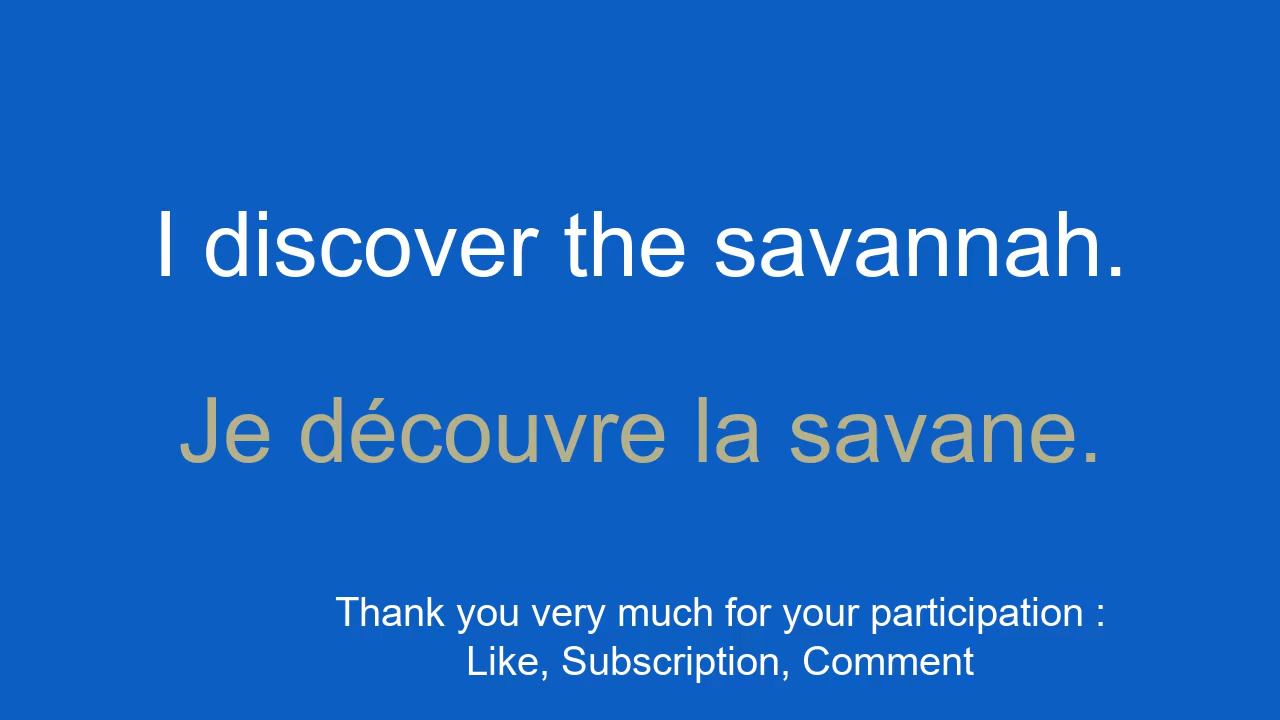 I discover the savannah.
Je découvre la savane.
Thank you very much for your participation :
Like, Subscription, Comment